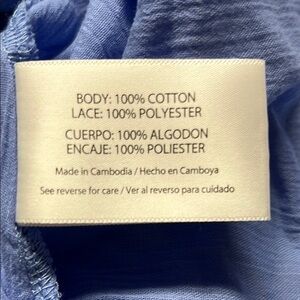 BODY: 100% COTTON
LACE: 100% POLYESTER
CUERPO: 100% ALGODON
ENCAJE: 100% POLIESTER
Made in Cambodia / Hecho en Camboya
See reverse for care / Ver al reverso para cuidado